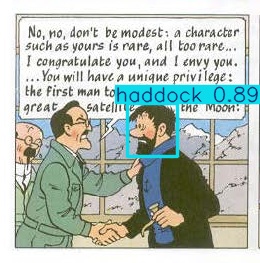 No, no, don't be modest: a character
such as yours is rare, all too rare...
I congratulate you, and I envy you.
...You will have a unique privilege:
the first man to
haddock 0.89
great satellite the Moon!